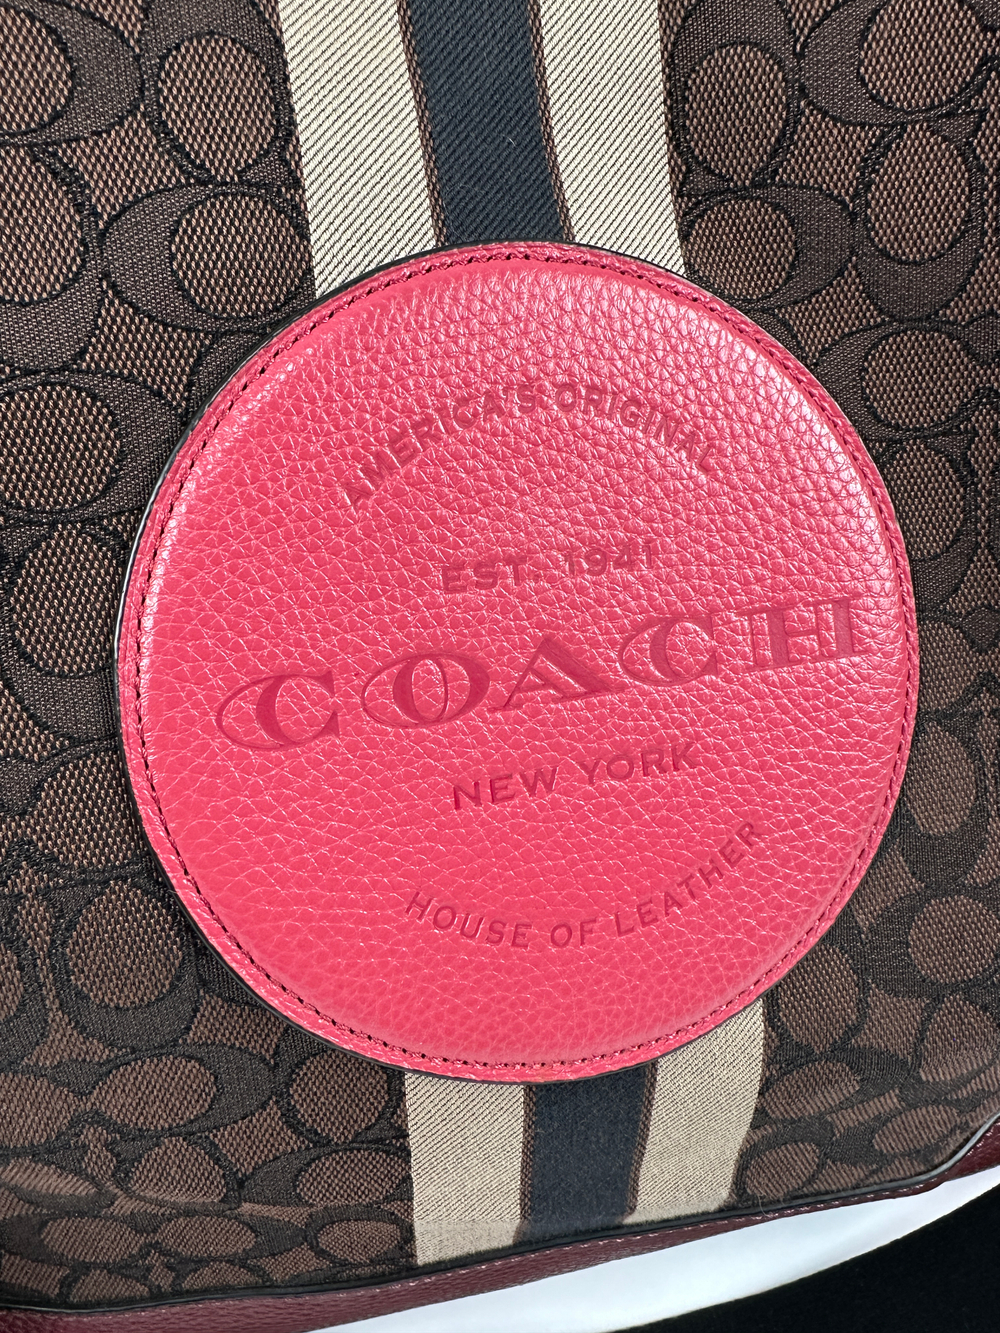 AMERICA'S ORIGINAL
EST. 1941
COACH
NEW YORK
HOUSE OF LEATHER